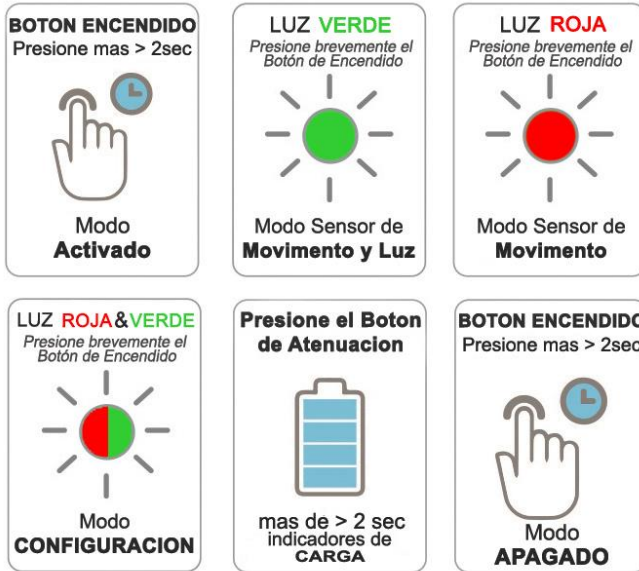 BOTON ENCENDIDO
Presione mas > 2sec
Modo
Activado
LUZ VERDE
Presione brevemente el
Botón de Encendido
Modo Sensor de
Movimento y Luz
LUZ ROJA
Presione brevemente el
Botón de Encendido
Modo Sensor de
Movimento
LUZ ROJA&VERDE
Presione brevemente el
Botón de Encendido
Modo
CONFIGURACION
Presione el Boton
de Atenuacion
mas de > 2 sec
indicadores de
CARGA
BOTON ENCENDIDO
Presione mas > 2sec
Modo
APAGADO